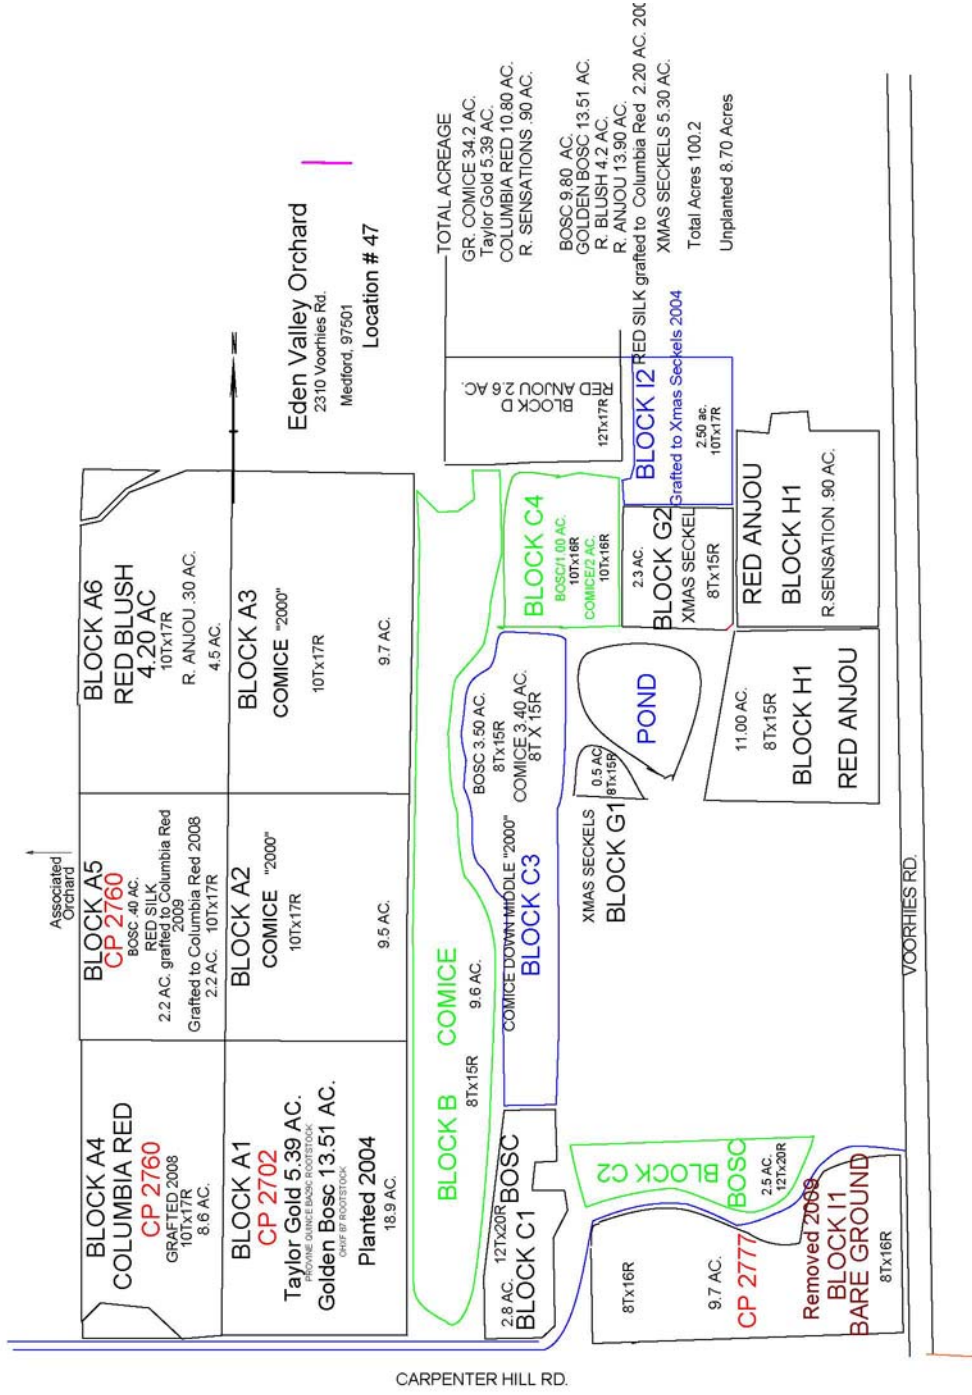 Eden Valley Orchard
2310 Voorhies Rd.
Medford, 97501
Location # 47
Associated
Orchard
BLOCK A4
COLUMBIA RED
CP 2760
GRAFTED 2008
10Tx17R
8.6 AC.
BLOCK A5
CP 2760
BOSC .40 AC.
RED SILK
2.2 AC. grafted to Columbia Red
2009
Grafted to Columbia Red 2008
2.2 AC. 10Tx17R
BLOCK A6
RED BLUSH
4.20 AC
10Tx17R
R. ANJOU .30 AC.
4.5 AC.
BLOCK A1
CP 2702
Taylor Gold 5.39 AC.
PROVINE QUINCE BA29C ROOTSTOCK
Golden Bosc 13.51 AC.
OHXF 87 ROOTSTOCK
Planted 2004
18.9 AC.
BLOCK A2
COMICE "2000"
10Tx17R
9.5 AC.
BLOCK A3
COMICE "2000"
10Tx17R
9.7 AC.
BLOCK B COMICE
8Tx15R
9.6 AC.
2.8 AC. 12Tx20R BOSC
BLOCK C1
COMICE DOWN MIDDLE "2000"
BLOCK C3
BOSC 3.50 AC.
8Tx15R
COMICE 3.40 AC.
8T X 15R
BLOCK C4
BOSC/1.00 AC.
10Tx16R
COMICE/2 AC.
10Tx16R
BLOCK D
RED ANJOU 2.6 AC.
12Tx17R
TOTAL ACREAGE
GR. COMICE 34.2 AC.
Taylor Gold 5.39 AC.
COLUMBIA RED 10.80 AC.
R. SENSATIONS .90 AC.
BOSC 9.80 AC.
GOLDEN BOSC 13.51 AC.
R. BLUSH 4.2 AC.
R. ANJOU 13.90 AC.
RED SILK grafted to Columbia Red 2.20 AC.
XMAS SECKELS 5.30 AC.
Total Acres 100.2
Unplanted 8.70 Acres
BLOCK I2
Grafted to Xmas Seckels 2004
2.50 ac.
10Tx17R
2.3 AC.
BLOCK G2
XMAS SECKEL
8Tx15R
POND
0.5 AC.
8Tx15R
XMAS SECKELS
BLOCK G1
RED ANJOU
BLOCK H1
R.SENSATION .90 AC.
11.00 AC.
8Tx15R
BLOCK H1
RED ANJOU
BLOCK C2
BOSC
2.5 AC.
12Tx20R
8Tx16R
9.7 AC.
CP 27777
Removed 2009
BLOCK I1
BARE GROUND
8Tx16R
VOORHIES RD.
CARPENTER HILL RD.